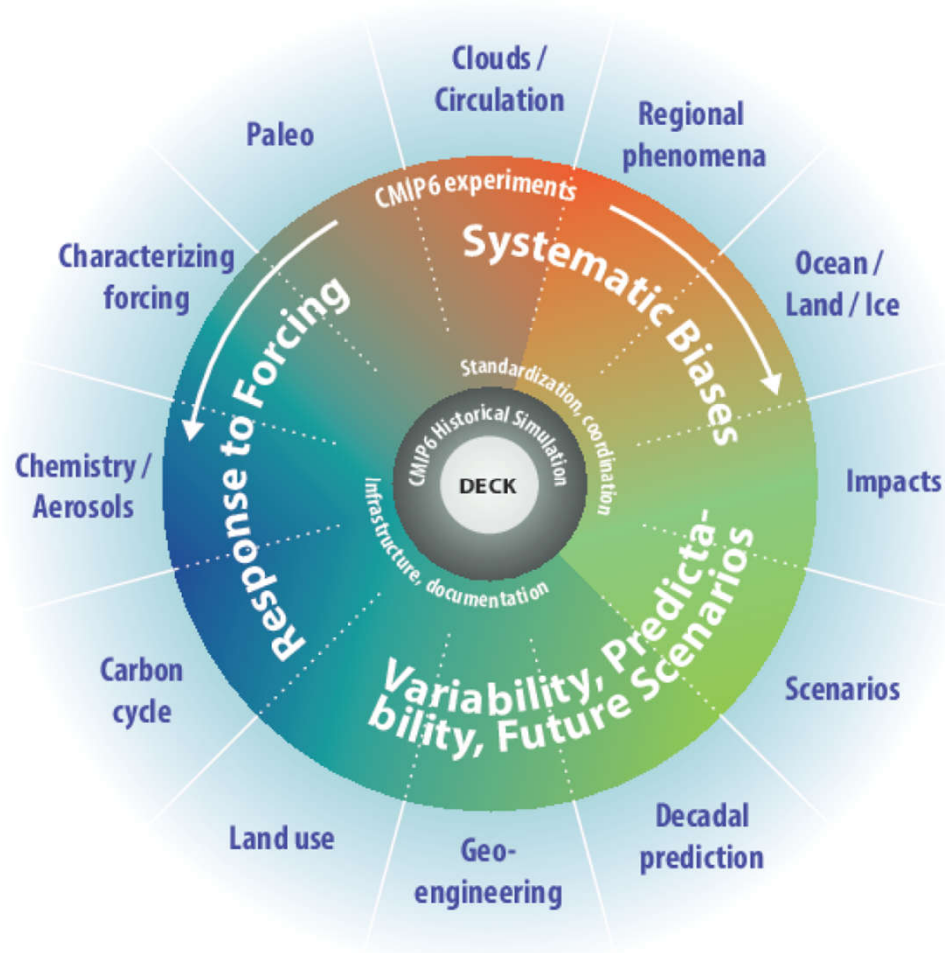 Clouds /
Circulation
Regional
phenomena
Ocean /
Land / Ice
Impacts
Scenarios
Decadal
prediction
Geo-
engineering
Land use
Carbon
cycle
Chemistry /
Aerosols
Characterizing
forcing
Paleo
CMIP6 experiments
Systematic Biases
Variability, Predicta-
bility, Future Scenarios
Response to Forcing
Standardization, coordination
Infrastructure, documentation
CMIP6 Historical Simulation
DECK